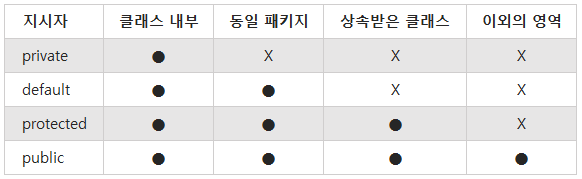 지시자 클래스 내부 동일 패키지 상속받은 클래스 이외의 영역
private ● X X X
default ● ● X X
protected ● ● ● X
public ● ● ● ●